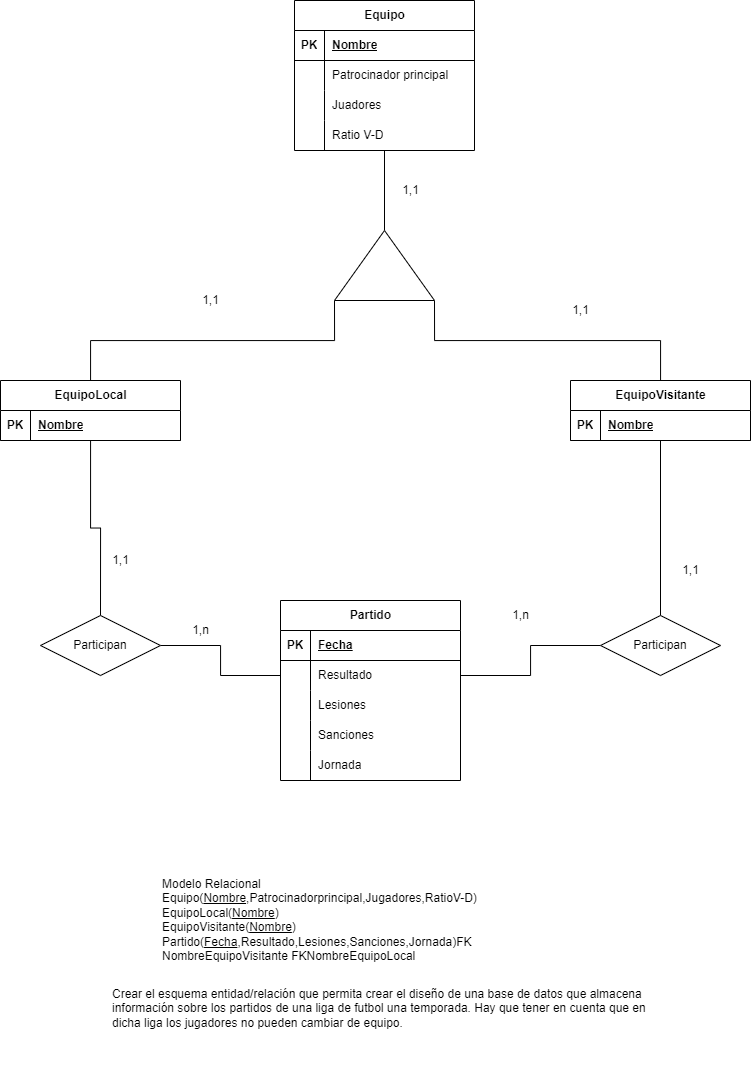 Equipo
PK Nombre
Patrocinador principal
Juadores
Ratio V-D
1,1
1,1
1,1
EquipoLocal
PK Nombre
EquipoVisitante
PK Nombre
1,1
1,1
Participan
1,n
Partido
PK Fecha
Resultado
Lesiones
Sanciones
Jornada
1,n
Participan
Modelo Relacional
Equipo(Nombre,Patrocinadorprincipal,Jugadores,RatioV-D)
EquipoLocal(Nombre)
EquipoVisitante(Nombre)
Partido(Fecha,Resultado,Lesiones,Sanciones,Jornada)FK
NombreEquipoVisitante FKNombreEquipoLocal
Crear el esquema entidad/relación que permita crear el diseño de una base de datos que almacena
información sobre los partidos de una liga de futbol una temporada. Hay que tener en cuenta que en
dicha liga los jugadores no pueden cambiar de equipo.